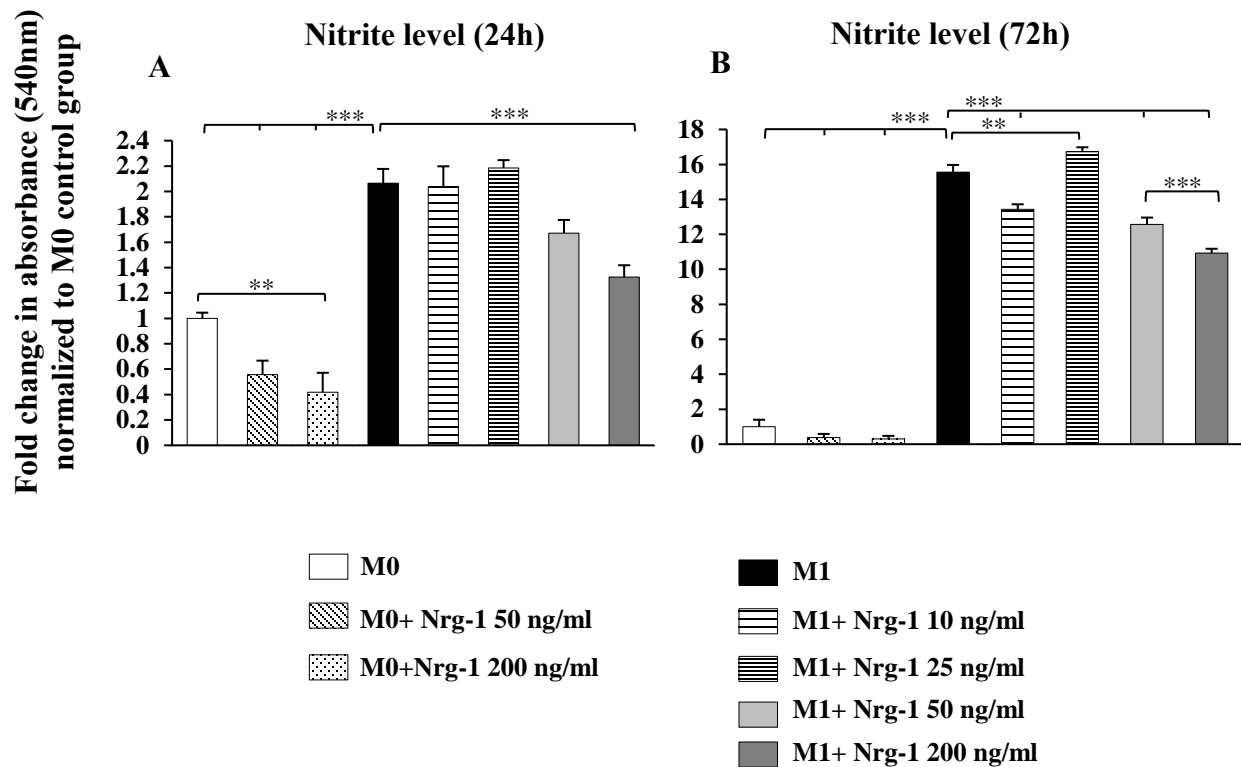 Nitrite level (24h)
Nitrite level (72h)
A
B
Fold change in absorbance (540nm)
normalized to M0 control group
***
***
**
2.4
2.2
2
1.8
1.6
1.4
1.2
1
0.8
0.6
0.4
0.2
0
***
***
**
***
18
16
14
12
10
8
6
4
2
0
M0
M0+ Nrg-1 50 ng/ml
M0+Nrg-1 200 ng/ml
M1
M1+ Nrg-1 10 ng/ml
M1+ Nrg-1 25 ng/ml
M1+ Nrg-1 50 ng/ml
M1+ Nrg-1 200 ng/ml